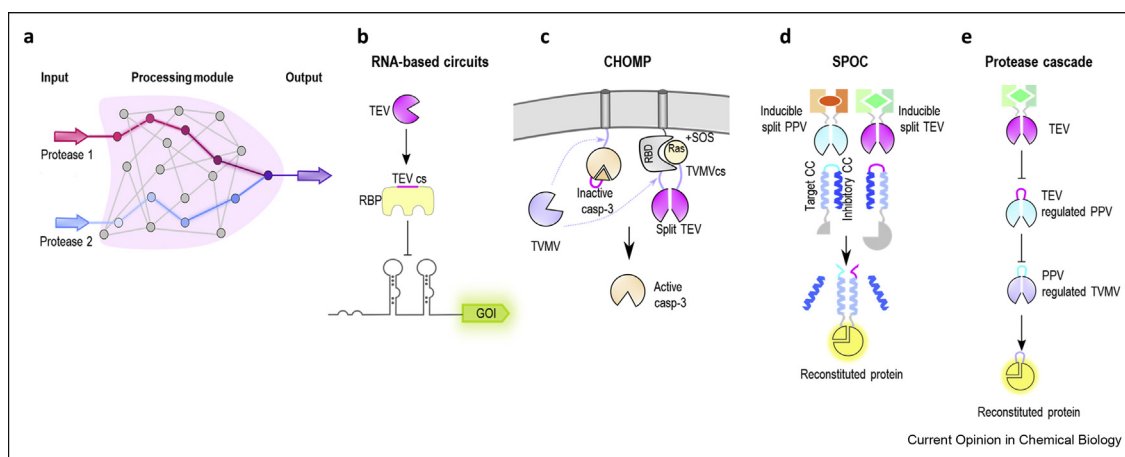 a
Input
Processing module
Output
Protease 1
Protease 2
b
RNA-based circuits
TEV
TEV cs
RBP
GOI
c
CHOMP
+SOS
RBD
Ras
TVMVcs
Inactive
casp-3
TVMV
Split TEV
Active
casp-3
d
SPOC
Inducible
split PPV
Inducible
split TEV
Target CC
Inhibitory CC
Reconstituted protein
e
Protease cascade
TEV
TEV
regulated PPV
PPV
regulated TVMV
Reconstituted protein
Current Opinion in Chemical Biology